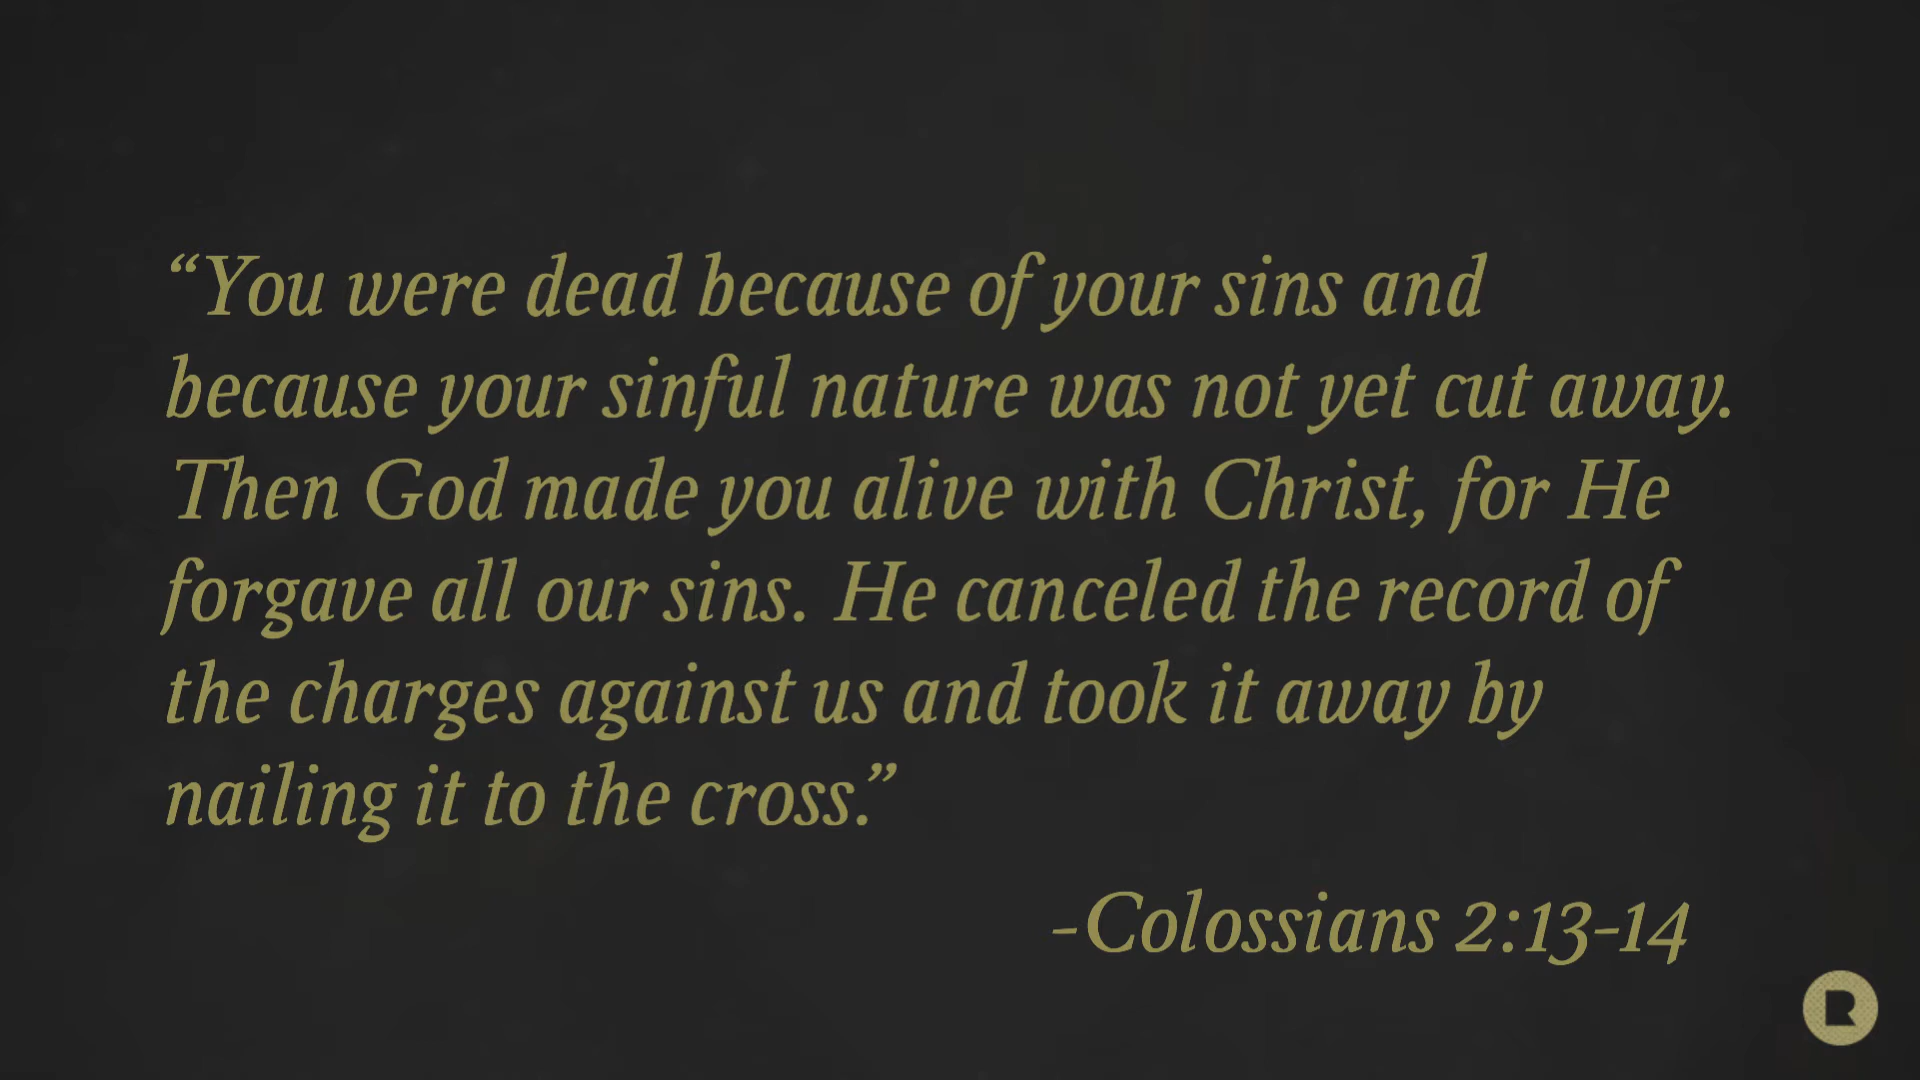 “You were dead because of your sins and
because your sinful nature was not yet cut away.
Then God made you alive with Christ, for He
forgave all our sins. He canceled the record of
the charges against us and took it away by
nailing it to the cross.”
-Colossians 2:13-14
R